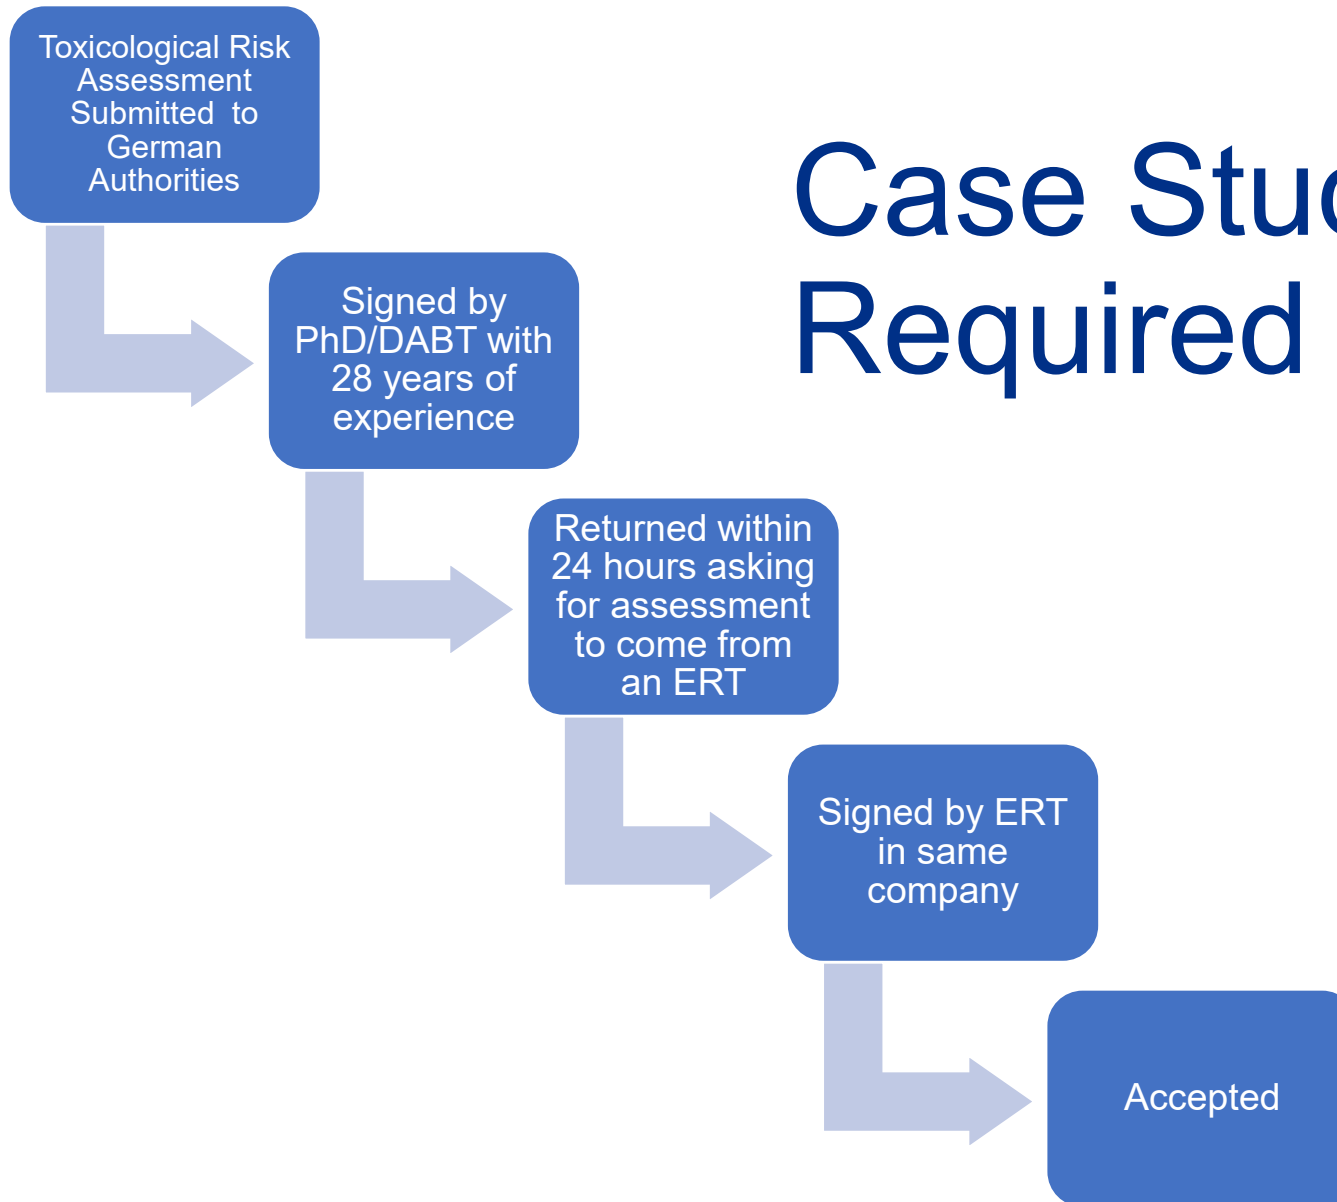 Toxicological Risk
Assessment
Submitted to
German
Authorities
Case Stud
Required
Signed by
PhD/DABT with
28 years of
experience
Returned within
24 hours asking
for assessment
to come from
an ERT
Signed by ERT
in same
company
Accepted